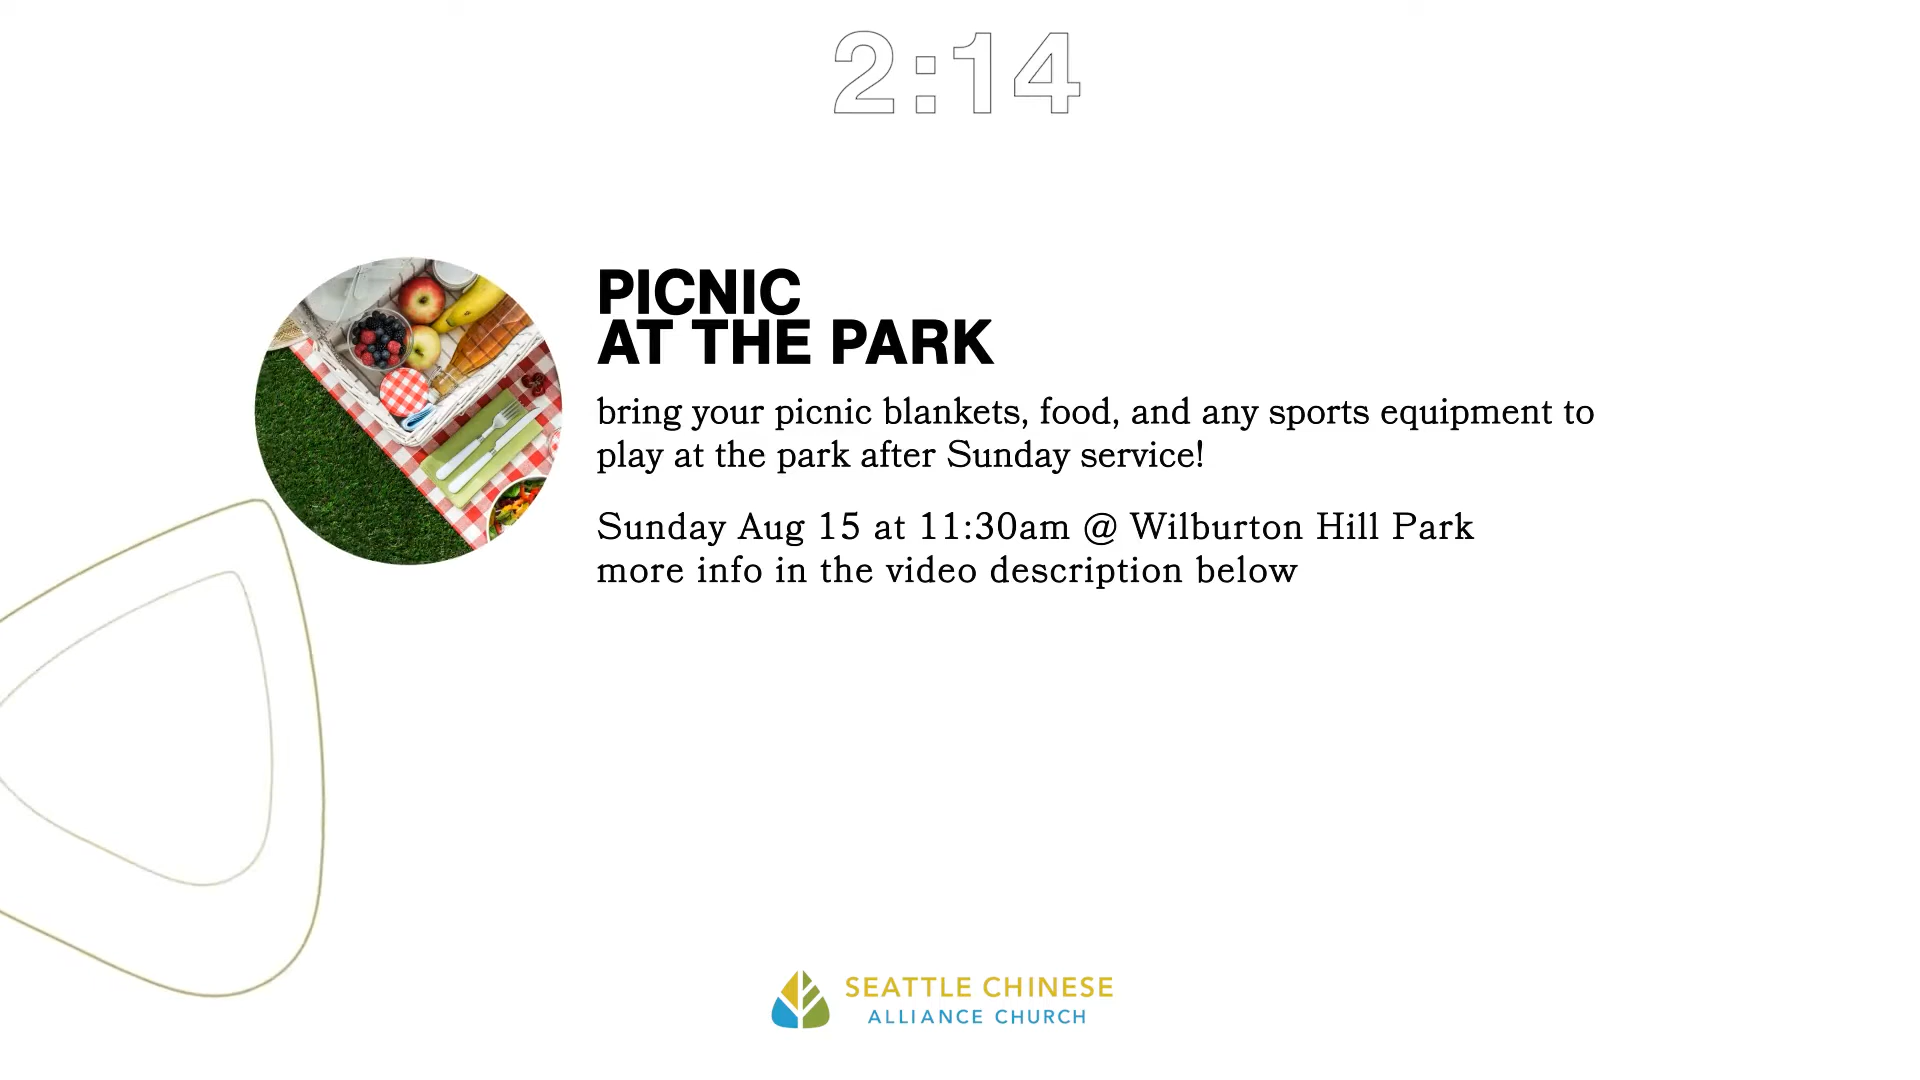 2:14
PICNIC
AT THE PARK
bring your picnic blankets, food, and any sports equipment to
play at the park after Sunday service!
Sunday Aug 15 at 11:30am @ Wilburton Hill Park
more info in the video description below
SEATTLE CHINESE
ALLIANCE CHURCH